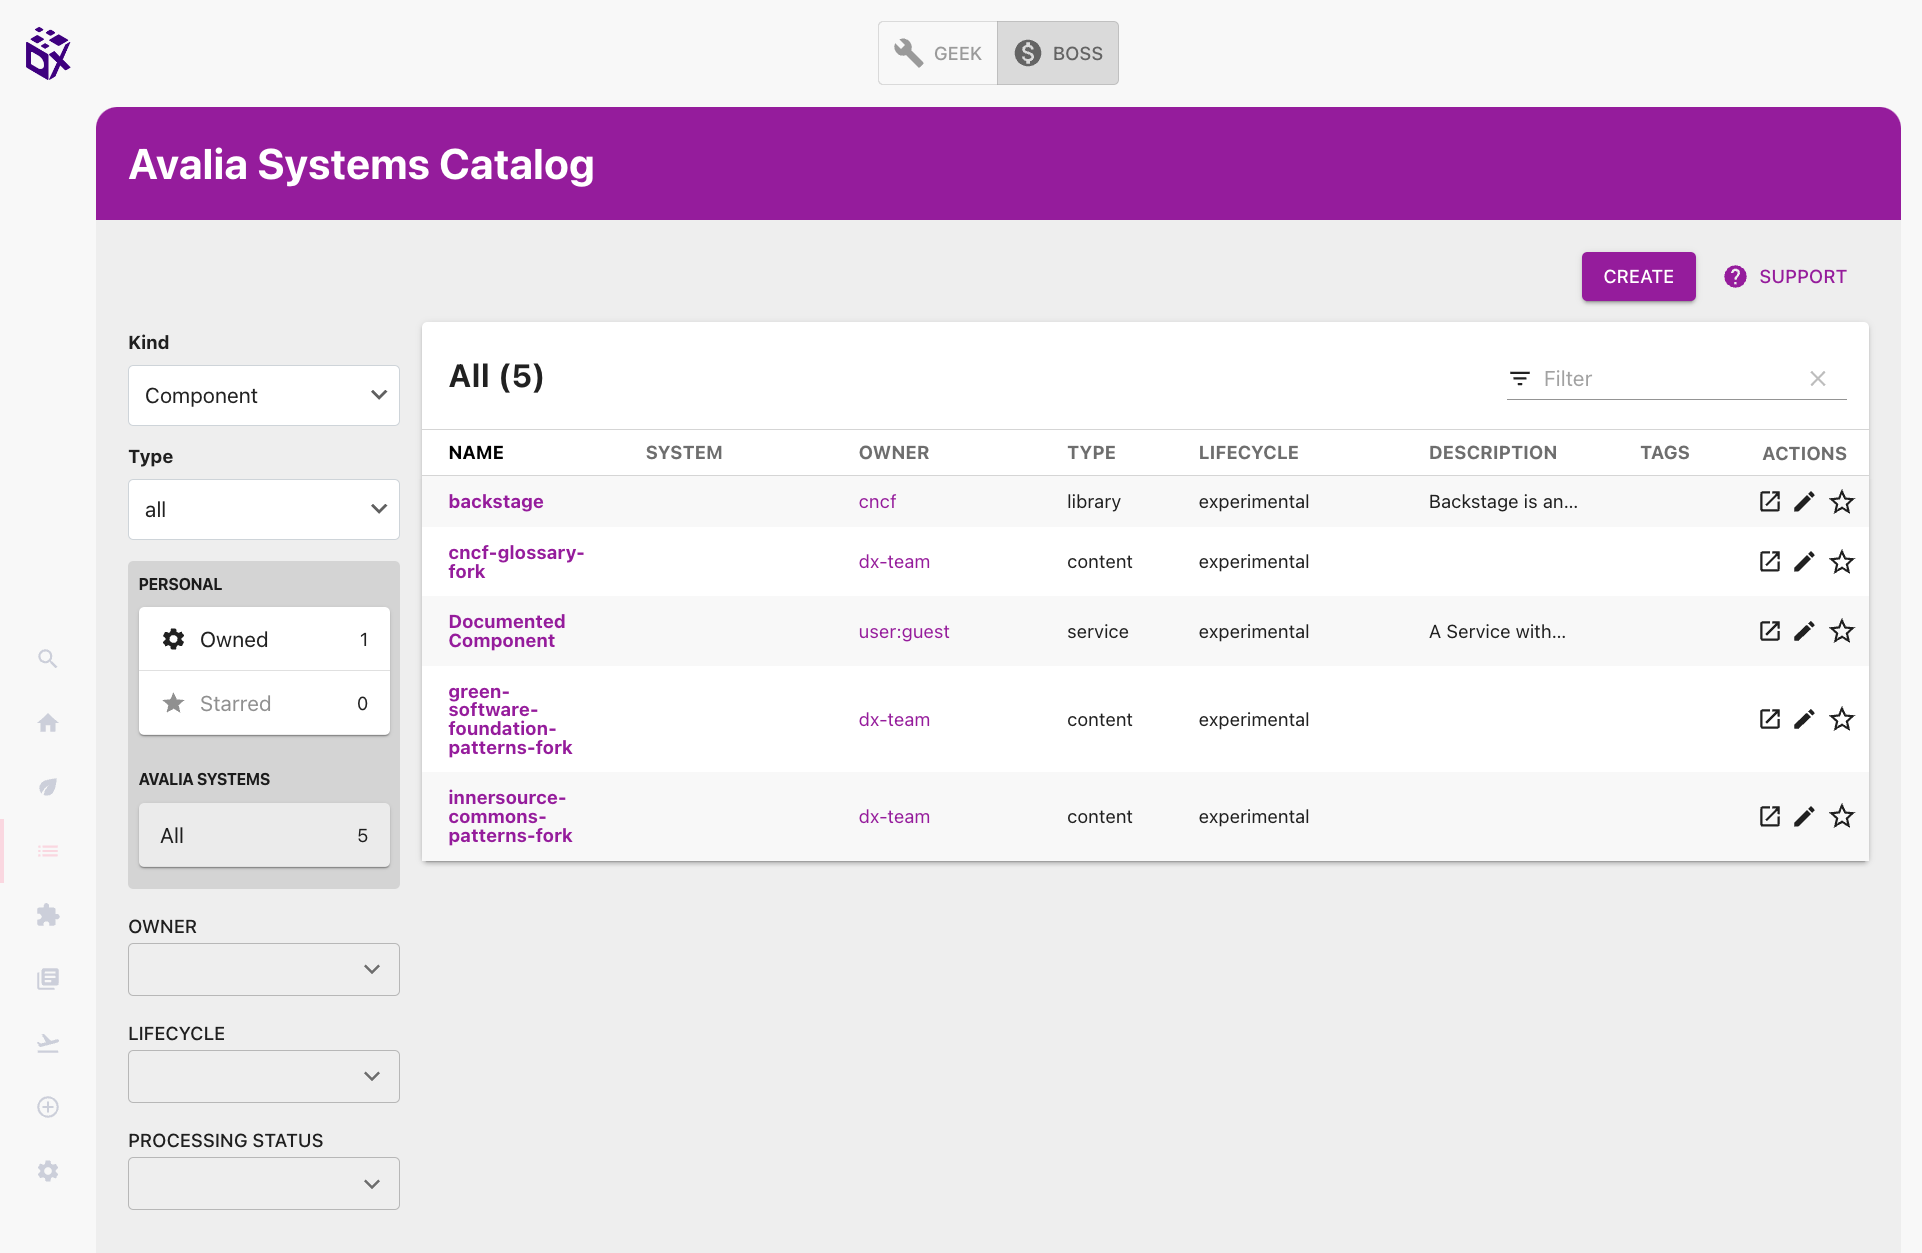 DX
GEEK
BOSS
Avalia Systems Catalog
CREATE
SUPPORT
Kind
Component
Type
all
PERSONAL
Owned 1
Starred 0
AVALIA SYSTEMS
All 5
OWNER
LIFECYCLE
PROCESSING STATUS
All (5)
Filter
NAME SYSTEM OWNER TYPE LIFECYCLE DESCRIPTION TAGS ACTIONS
backstage cncf library experimental Backstage is an...
cncf-glossary-
fork dx-team content experimental
Documented
Component user:guest service experimental A Service with...
green-
software-
foundation-
patterns-fork dx-team content experimental
innersource-
commons-
patterns-fork dx-team content experimental